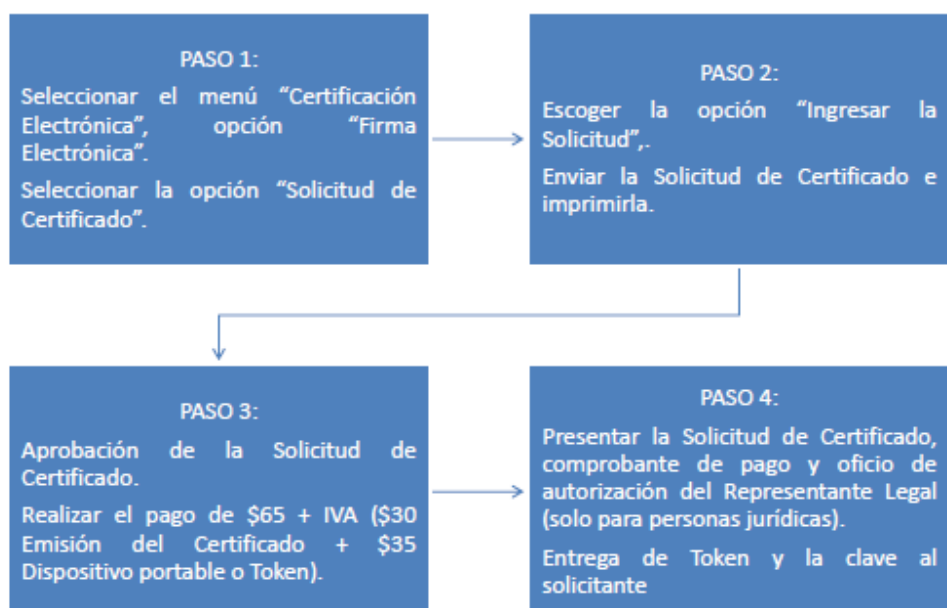 PASO 1:
Seleccionar el menú “Certificación
Electrónica”, opción “Firma
Electrónica”.
Seleccionar la opción “Solicitud de
Certificado”.
PASO 2:
Escoger la opción “Ingresar la
Solicitud”,.
Enviar la Solicitud de Certificado e
imprimirla.
PASO 3:
Aprobación de la Solicitud de
Certificado.
Realizar el pago de $65 + IVA ($30
Emisión del Certificado + $35
Dispositivo portable o Token).
PASO 4:
Presentar la Solicitud de Certificado,
comprobante de pago y oficio de
autorización del Representante Legal
(solo para personas jurídicas).
Entrega de Token y la clave al
solicitante